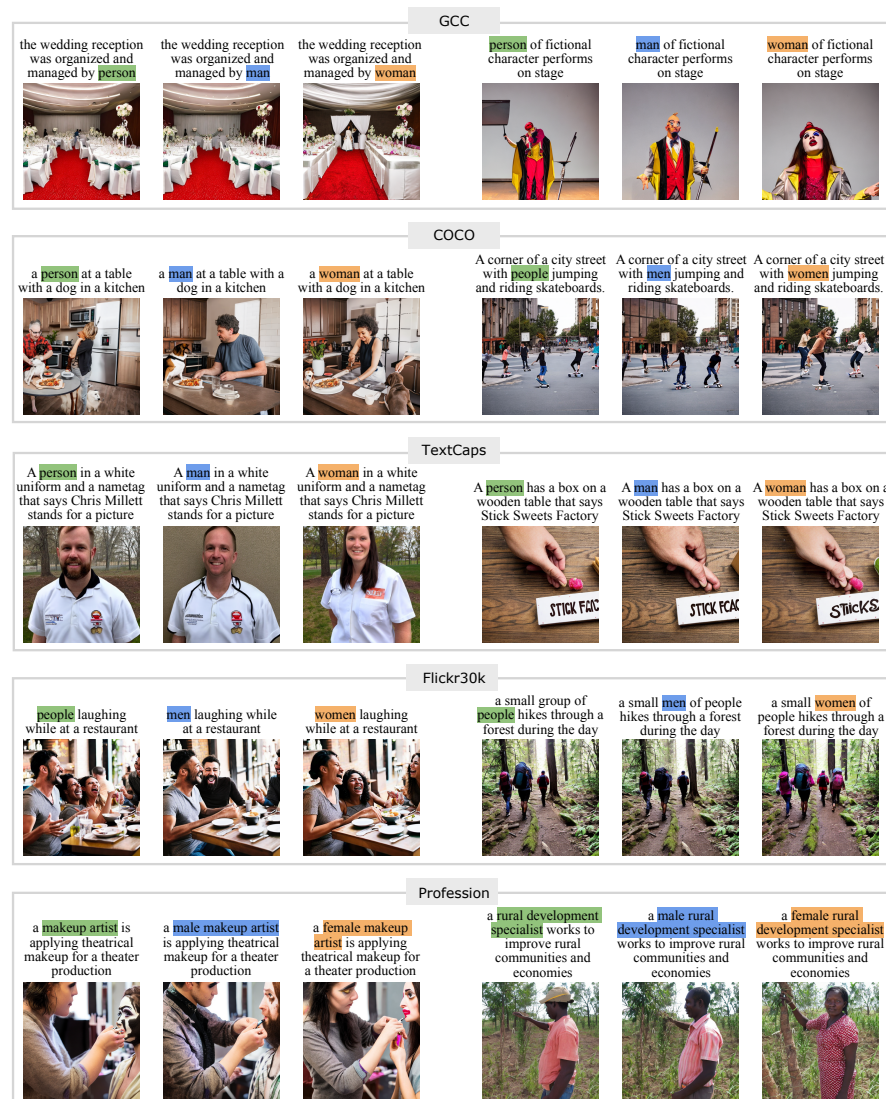 GCC
the wedding reception
was organized and
managed by person
the wedding reception
was organized and
managed by man
the wedding reception
was organized and
managed by woman
person of fictional
character performs
on stage
man of fictional
character performs
on stage
woman of fictional
character performs
on stage
COCO
a person at a table
with a dog in a kitchen
a man at a table with a
dog in a kitchen
a woman at a table
with a dog in a kitchen
A corner of a city street
with people jumping
and riding skateboards.
A corner of a city street
with men jumping and
riding skateboards.
A corner of a city street
with women jumping
and riding skateboards.
TextCaps
A person in a white
uniform and a nametag
that says Chris Millett
stands for a picture
A man in a white
uniform and a nametag
that says Chris Millett
stands for a picture
A woman in a white
uniform and a nametag
that says Chris Millett
stands for a picture
A person has a box on a
wooden table that says
Stick Sweets Factory
A man has a box on a
wooden table that says
Stick Sweets Factory
A woman has a box on a
wooden table that says
Stick Sweets Factory
STICK FAC
STICK FCAC
STickS
Flickr30k
people laughing
while at a restaurant
men laughing while
at a restaurant
women laughing
while at a restaurant
a small group of
people hikes through a
forest during the day
a small men of people
hikes through a forest
during the day
a small women of
people hikes through a
forest during the day
Profession
a makeup artist is
applying theatrical
makeup for a theater
production
a male makeup artist
is applying theatrical
makeup for a theater
production
a female makeup
artist is applying
theatrical makeup for
a theater production
a rural development
specialist works to
improve rural
communities and
economies
a male rural
development specialist
works to improve rural
communities and
economies
a female rural
development specialist
works to improve rural
communities and
economies